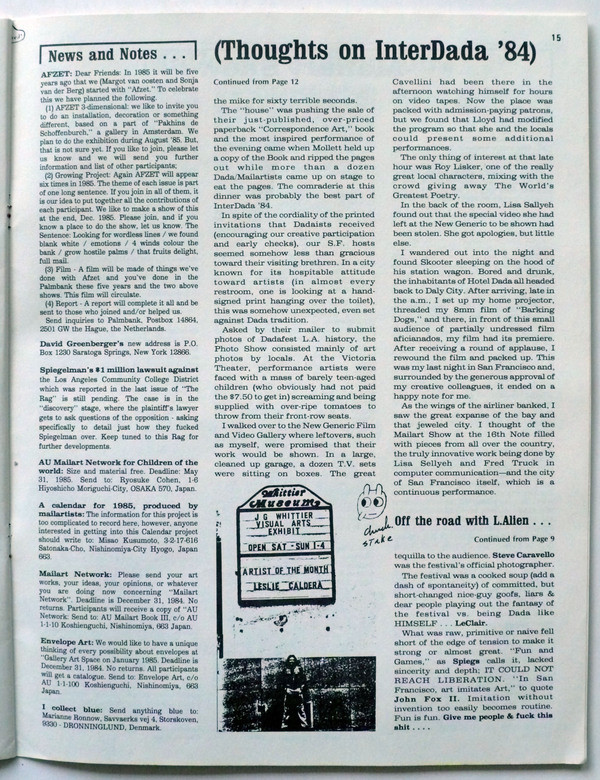 15
News and Notes . . .
AFZET: Dear Friends: In 1985 it will be five
years ago that we (Margot van oosten and Sonja
van der Berg) started with "Afzet." To celebrate
this we have planned the following.
(1) AFZET 3-dimensional: we like to invite you
to do an installation, decoration or something
different, based on a part of "Pakhina de
Schoffenburch," a gallery in Amsterdam. We
plan to do the exhibition during August '85. But,
that is not sure yet. If you like to join, please let
us know and we will send you further
information and list of other participants;
(2) Growing Project: Again AFZET will appear
six times in 1985. The theme of each issue is part
of one long sentence. If you join in all of them, it
is our idea to put together all the contributions of
each participant. We like to make a show of this
at the end, Dec. 1985. Please join, and if you
know a place to do the show, let us know. The
Sentence: Looking for wordless lines / we found
blank white / emotions / 4 winds colour the
bank / grow hostile palms / that fruits delight,
full mail.
(3) Film - A film will be made of things we've
done with Afzet and you've done in the
Palmbank these five years and the two above
shows. This film will circulate.
(4) Report - A report will complete it all and be
sent to those who joined and/or helped us.
Send inquiries to Palmbank, Postbox 14864,
2501 GW the Hague, the Netherlands.
David Greenberger's new address is P.O.
Box 1230 Saratoga Springs, New York 12866.
Spiegelman's $1 million lawsuit against
the Los Angeles Community College District
which was reported in the last issue of "The
Rag" is still pending. The case is in the
"discovery" stage, where the plaintiff's lawyer
gets to ask questions of the opposition - asking
specifically to detail just how they fucked
Spiegelman over. Keep tuned to this Rag for
further developments.
AU Mailart Network for Children of the
world: Size and material free. Deadline: May
31, 1985. Send to: Ryosuke Cohen, 1-6
Hiyoshicho Moriguchi-City, OSAKA 570, Japan.
A calendar for 1985, produced by
mailartists: The information for this project is
too complicated to record here, however, anyone
interested in getting into this Calendar project
should write to: Missao Kusumoto, 3-2-17-616
Satonaka-Cho, Nishinomiya-City Hyogo, Japan
663.
Mailart Network: Please send your art
works, your ideas, your opinions, or whatever
you are doing now concerning "Mailart
Network". Deadline is December 31, 1984. No
returns. Participants will receive a copy of "AU
Network: Send to: AU Mailart Book III, c/o AU
1-1-10 Koshienguchi, Nishinomiya, 663 Japan.
Envelope Art: We would like to have a unique
thinking of every possibility about envelopes at
"Gallery Art Space on January 1985. Deadline is
December 31, 1984. No returns. All participants
will get a catalogue. Send to: Envelope Art, c/o
AU 1-1-100 Koshienguchi, Nishinomiya, 663
Japan.
I collect blue: Send anything blue to:
Marianne Ronnow, Savvaerks vej 4, Storskoven,
9330 - DRONNINGLUND, Denmark.
(Thoughts on InterDada '84)
Continued from Page 12
the mike for sixty terrible seconds.
The "house" was pushing the sale of
their just-published, over-priced
paperback "Correspondence Art," book
and the most inspired performance of
the evening came when Mollett held up
a copy of the Book and ripped the pages
out while more than a dozen
Dada/Mailartists came up on stage to
eat the pages. The comraderie at this
dinner was probably the best part of
InterDada '84.
In spite of the cordiality of the printed
invitations that Dadaists received
(encouraging our creative participation
and early checks), our S.F. hosts
seemed somewhat less than gracious
toward their visiting brethren. In a city
known for its hospitable attitude
toward artists (in almost every
restroom, one is looking at a hand-
signed print hanging over the toilet),
this was somewhat unexpected, even set
against Dada tradition.
Asked by their mailer to submit
photos of Dadafest L.A. history, the
Photo Show consisted mainly of art
photos by locals. At the Victoria
Theater, performance artists were
faced with a mass of barely teen-aged
children (who obviously had not paid
the $7.50 to get in) screaming and being
supplied with over-ripe tomatoes to
throw from their front-row seats.
I walked over to the New Generic Film
and Video Gallery where leftovers, such
as myself, were promised that their
work would be shown. In a large,
cleaned up garage, a dozen T.V. sets
were sitting on boxes. The great
Cavellini had been there in the
afternoon watching himself for hours
on video tapes. Now the place was
packed with admission-paying patrons,
but we found that Lloyd had modified
the program so that she and the locals
could present some additional
performances.
The only thing of interest at that late
hour was Roy Lisker, one of the really
great local characters, mixing with the
crowd giving away The World's
Greatest Poetry.
In the back of the room, Lisa Sallyeh
found out that the special video she had
left at the New Generic to be shown had
been stolen. She got apologies, but little
else.
I wandered out into the night and
found Skooter sleeping on the hood of
his station wagon. Bored and drunk,
the inhabitants of Hotel Dada all headed
back to Daly City. After arriving, late in
the a.m., I set up my home projector,
threaded my 8mm film of "Barking
Dogs," and there, in front of this small
audience of partially undressed film
aficianados, my film had its premiere.
After receiving a round of applause, I
rewound the film and packed up. This
was my last night in San Francisco and,
surrounded by the generous approval of
my creative colleagues, it ended on a
happy note for me.
As the wings of the airliner banked, I
saw the great expanse of the bay and
that jeweled city. I thought of the
Mailart Show at the 16th Note filled
with pieces from all over the country,
the truly innovative work being done by
Lisa Sellyeh and Fred Truck in
computer communication—and the city
of San Francisco itself, which is a
continuous performance.
Whittier
Museum
J G WHITTIER
VISUAL ARTS
EXHIBIT
OPEN SAT - SUN 1-4
ARTIST OF THE MONTH
LESLIE CALDERA
chuck
STAKE
Off the road with L.Alien . . .
Continued from Page 9
tequilla to the audience. Steve Caravello
was the festival's official photographer.
The festival was a cooked soup (add a
dash of spontaneity) of committed, but
short-changed nice-guy goofs, liars &
dear people playing out the fantasy of
the festival vs. being Dada like
HIMSELF . . . LeClair.
What was raw, primitive or naive fell
short of the edge of tension to make it
strong or almost great. "Fun and
Games," as Spiegs calls it, lacked
sincerity and depth; IT COULD NOT
REACH LIBERATION. "In San
Francisco, art imitates Art," to quote
John Fox II. Imitation without
invention too easily becomes routine.
Fun is fun. Give me people & fuck this
shit . . . .